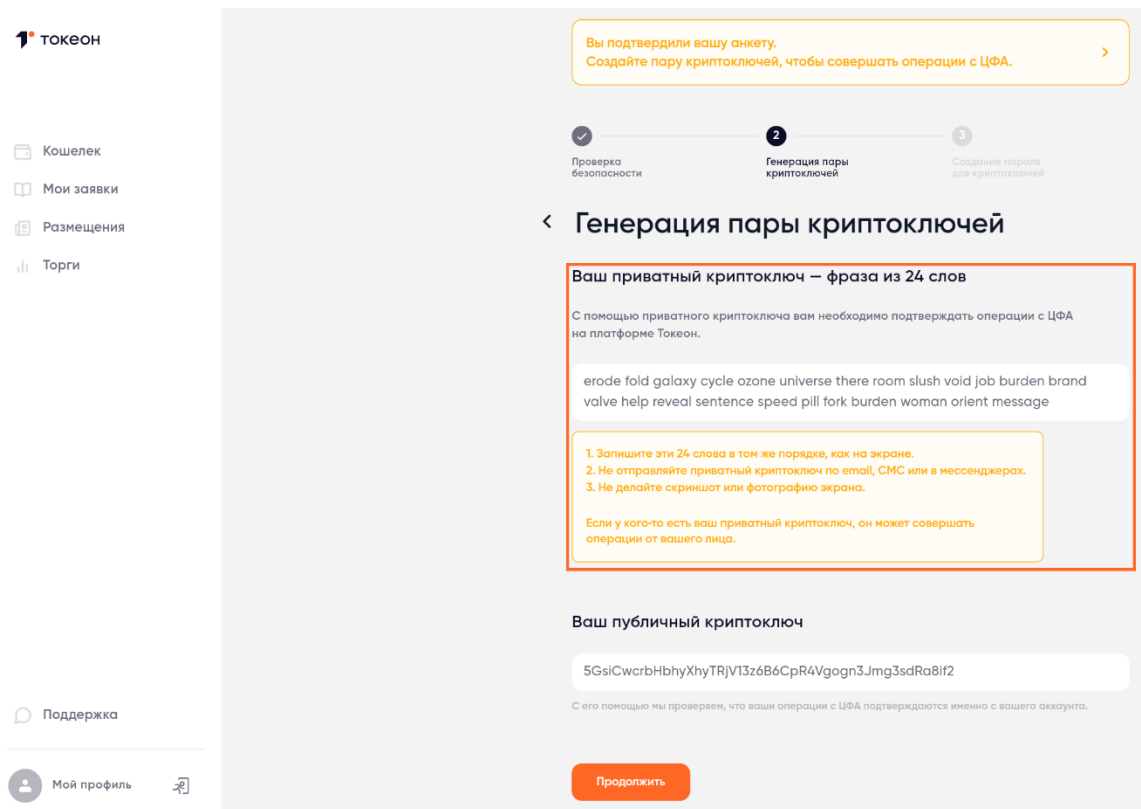 токеон
Кошелек
Мои заявки
Размещения
Торги
Поддержка
Мой профиль
Вы подтвердили вашу анкету.
Создайте пару криптоключей, чтобы совершать операции с ЦФА.
2
3
Проверка
безопасности
Генерация пары
криптоключей
Создание пароля
для криптоключей
Генерация пары криптоключей
Ваш приватный криптоключ — фраза из 24 слов
С помощью приватного криптоключа вам необходимо подтверждать операции с ЦФА
на платформе Токеон.
erode fold galaxy cycle ozone universe there room slush void job burden brand
valve help reveal sentence speed pill fork burden woman orient message
1. Запишите эти 24 слова в том же порядке, как на экране.
2. Не отправляйте приватный криптоключ по email, СМС или в мессенджерах.
3. Не делайте скриншот или фотографию экрана.
Если у кого-то есть ваш приватный криптоключ, он может совершать
операции от вашего лица.
Ваш публичный криптоключ
5GsiCwcrbHbhyXhyTRjV13z6B6CpR4Vgogn3Jmg3sdRa8if2
С его помощью мы проверяем, что ваши операции с ЦФА подтверждаются именно с вашего аккаунта.
Продолжить